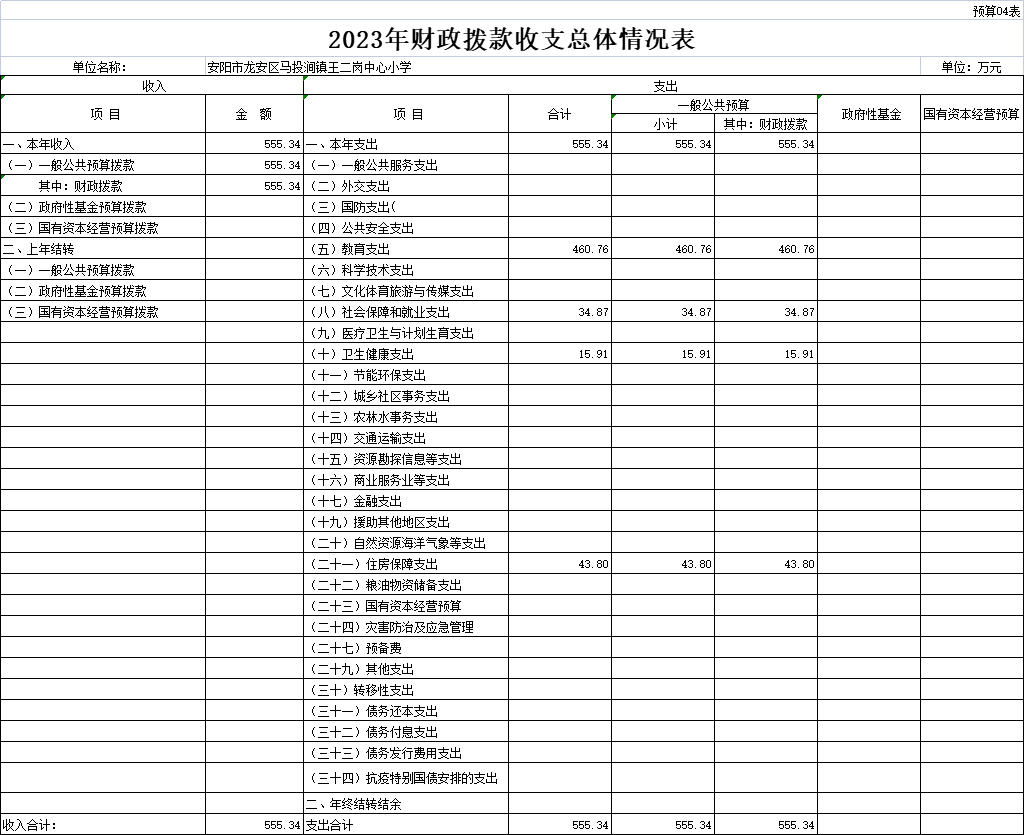 预算04表
2023年财政拨款收支总体情况表
单位名称： 安阳市龙安区马投涧镇王二岗中心小学 单位：万元
收入 支出
项 目 金 额 项 目 合计 一般公共预算 政府性基金 国有资本经营预算
小计 其中：财政拨款
一、本年收入 555.34 一、本年支出 555.34 555.34 555.34
（一）一般公共预算拨款 555.34 （一）一般公共服务支出
其中：财政拨款 555.34 （二）外交支出
（二）政府性基金预算拨款 （三）国防支出(
（三）国有资本经营预算拨款 （四）公共安全支出
二、上年结转 （五）教育支出 460.76 460.76 460.76
（一）一般公共预算拨款 （六）科学技术支出
（二）政府性基金预算拨款 （七）文化体育旅游与传媒支出
（三）国有资本经营预算拨款 （八）社会保障和就业支出 34.87 34.87 34.87
（九）医疗卫生与计划生育支出
（十）卫生健康支出 15.91 15.91 15.91
（十一）节能环保支出
（十二）城乡社区事务支出
（十三）农林水事务支出
（十四）交通运输支出
（十五）资源勘探信息等支出
（十六）商业服务业等支出
（十七）金融支出
（十九）援助其他地区支出
（二十）自然资源海洋气象等支出
（二十一）住房保障支出 43.80 43.80 43.80
（二十二）粮油物资储备支出
（二十三）国有资本经营预算
（二十四）灾害防治及应急管理
（二十七）预备费
（二十九）其他支出
（三十）转移性支出
（三十一）债务还本支出
（三十二）债务付息支出
（三十三）债务发行费用支出
（三十四）抗疫特别国债安排的支出
二、年终结转结余
收入合计： 555.34 支出合计 555.34 555.34 555.34